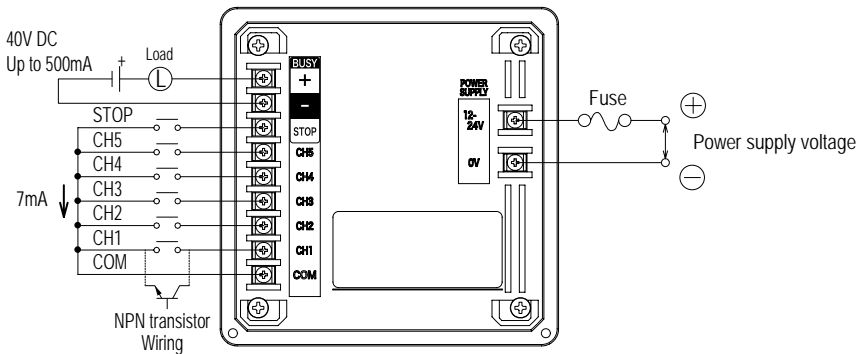 40V DC
Up to 500mA
+
Load
L
STOP
CH5
CH4
7mA
CH3
CH2
CH1
COM
NPN transistor
Wiring
BUSY
+
-
STOP
CH5
CH4
CH3
CH2
CH1
COM
POWER
SUPPLY
12-
24V
0V
Fuse
+
Power supply voltage
−